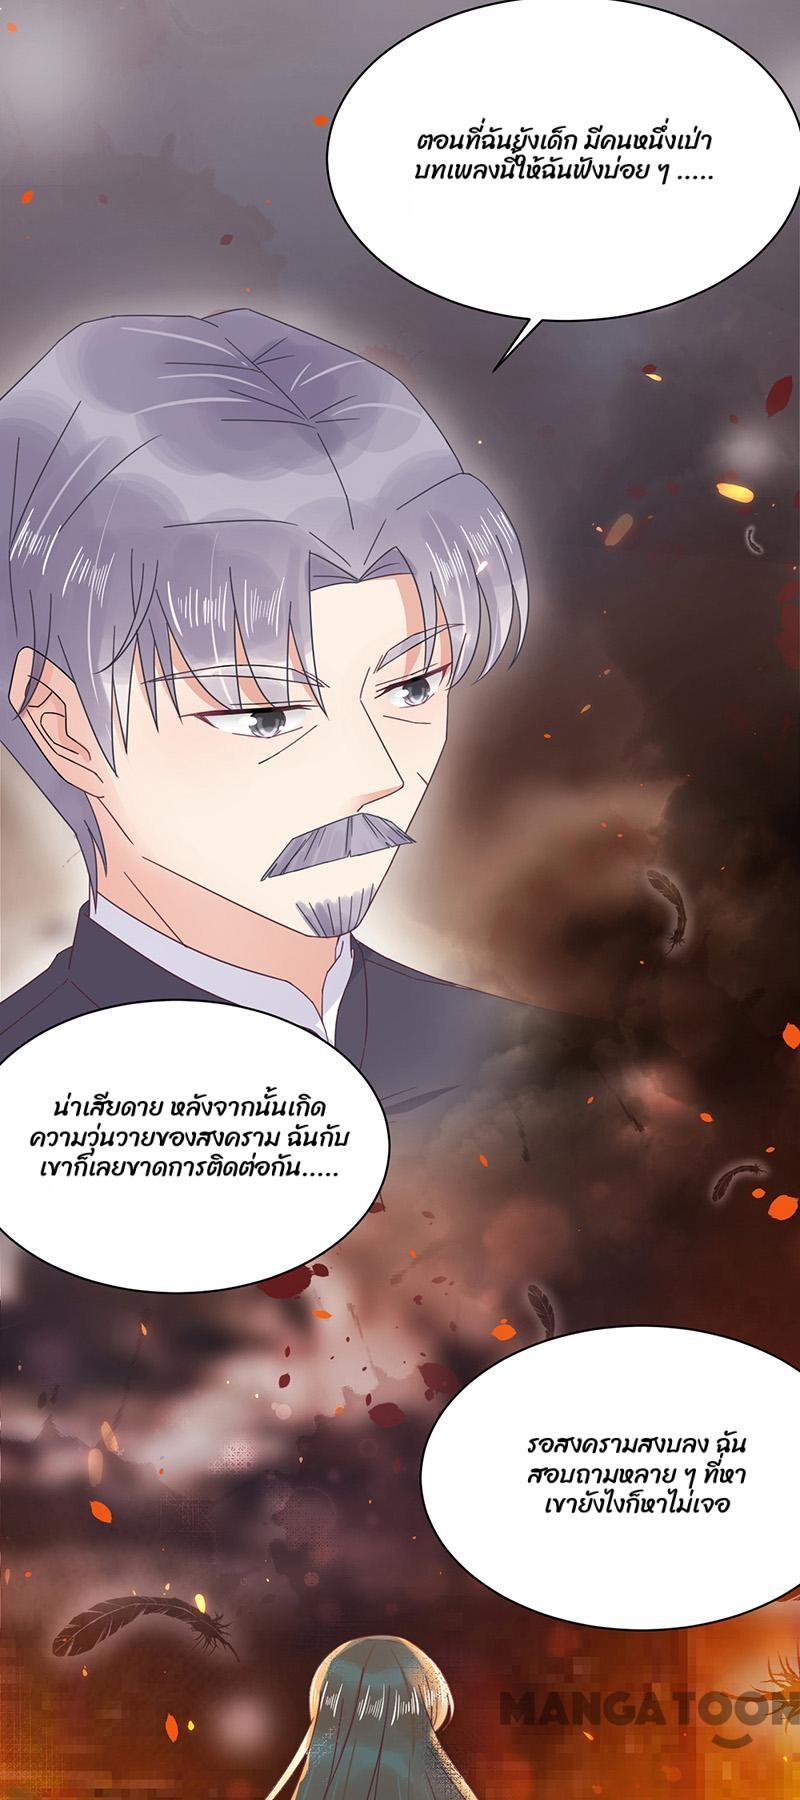 ตอนที่ฉันยังเด็ก มีคนหนึ่งเป่า
บทเพลงนี้ให้ฉันฟังบ่อย ๆ .....
น่าเสียดาย หลังจากนั้นเกิด
ความวุ่นวายของสงคราม ฉันกับ
เขาก็เลยขาดการติดต่อกัน.....
รอสงครามสงบลง ฉัน
สอบถามหลาย ๆ ที่หา
เขายังไงก็หาไม่เจอ
MANGATOON